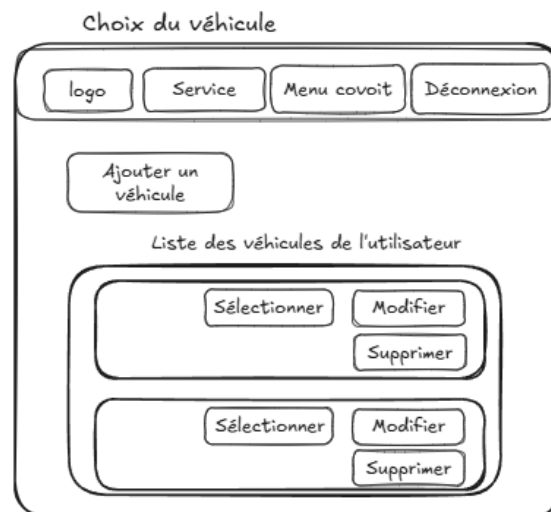 Choix du véhicule
logo
Service
Menu covoit
Déconnexion
Ajouter un
véhicule
Liste des véhicules de l'utilisateur
Sélectionner
Modifier
Supprimer
Sélectionner
Modifier
Supprimer